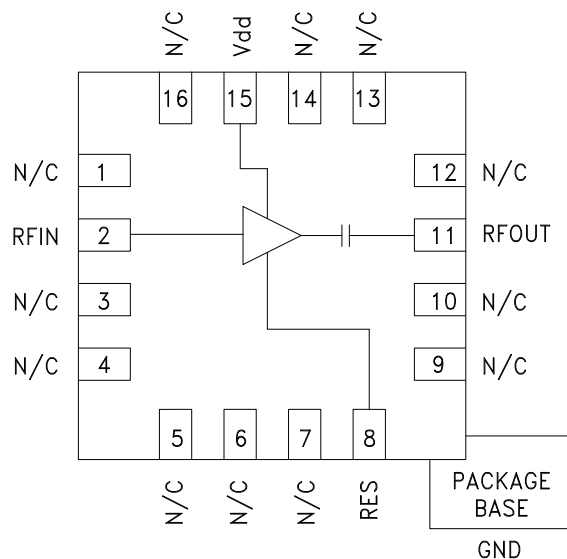 N/C Vdd N/C N/C
16 15 14 13
N/C 1 12 N/C
RFIN 2 11 RFOUT
N/C 3 10 N/C
N/C 4 9 N/C
5 6 7 8
N/C N/C N/C RES
PACKAGE
BASE
GND